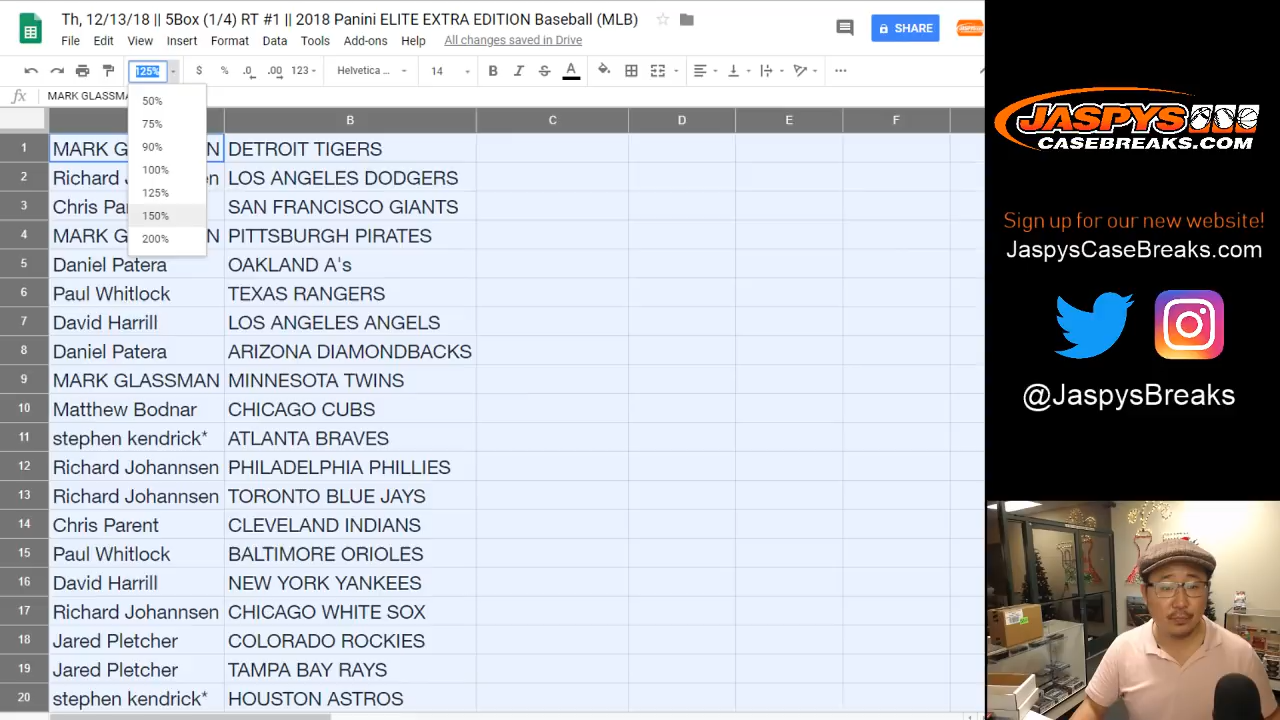 Th, 12/13/18 || 5Box (1/4) RT #1 || 2018 Panini ELITE EXTRA EDITION Baseball (MLB)
File Edit View Insert Format Data Tools Add-ons Help All changes saved in Drive
SHARE
125% $ % .0 .00 123 Helvetica ... 14 B I S A
fx MARK GLASSMA
50%
75%
90%
100%
125%
150%
200%
B C D E F
1 MARK G N DETROIT TIGERS
2 Richard J en LOS ANGELES DODGERS
3 Chris Pa SAN FRANCISCO GIANTS
4 MARK G N PITTSBURGH PIRATES
5 Daniel Patera OAKLAND A's
6 Paul Whitlock TEXAS RANGERS
7 David Harrill LOS ANGELES ANGELS
8 Daniel Patera ARIZONA DIAMONDBACKS
9 MARK GLASSMAN MINNESOTA TWINS
10 Matthew Bodnar CHICAGO CUBS
11 stephen kendrick* ATLANTA BRAVES
12 Richard Johannsen PHILADELPHIA PHILLIES
13 Richard Johannsen TORONTO BLUE JAYS
14 Chris Parent CLEVELAND INDIANS
15 Paul Whitlock BALTIMORE ORIOLES
16 David Harrill NEW YORK YANKEES
17 Richard Johannsen CHICAGO WHITE SOX
18 Jared Pletcher COLORADO ROCKIES
19 Jared Pletcher TAMPA BAY RAYS
20 stephen kendrick* HOUSTON ASTROS
JASPYS
CASEBREAKS.COM
Sign up for our new website!
JaspysCaseBreaks.com
@JaspysBreaks